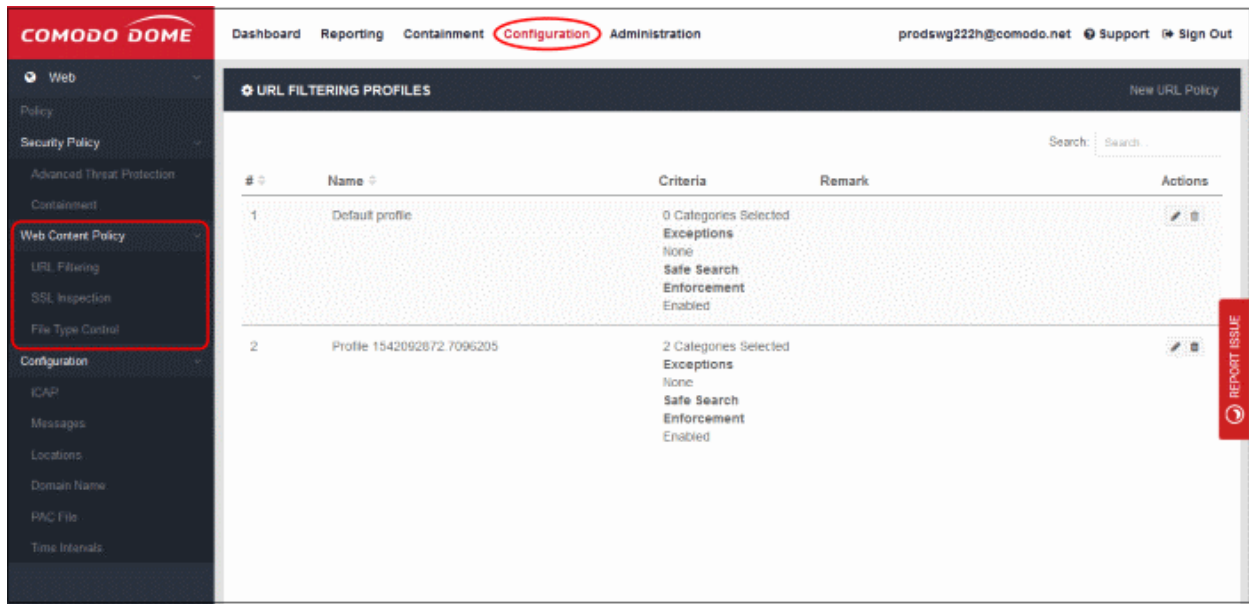 COMODO DOME
Dashboard Reporting Containment Configuration Administration prodswg222h@comodo.net Support Sign Out
Web
Policy
Security Policy
Advanced Threat Protection
Containment
Web Content Policy
URL Filtering
SSL Inspection
File Type Control
Configuration
ICAP
Messages
Locations
Domain Name
PAC File
Time Intervals
URL FILTERING PROFILES New URL Policy
Search: Search...
# Name Criteria Remark Actions
1 Default profile 0 Categories Selected
Exceptions
None
Safe Search
Enforcement
Enabled
2 Profile 1542092872.7096205 2 Categories Selected
Exceptions
None
Safe Search
Enforcement
Enabled
REPORT ISSUE